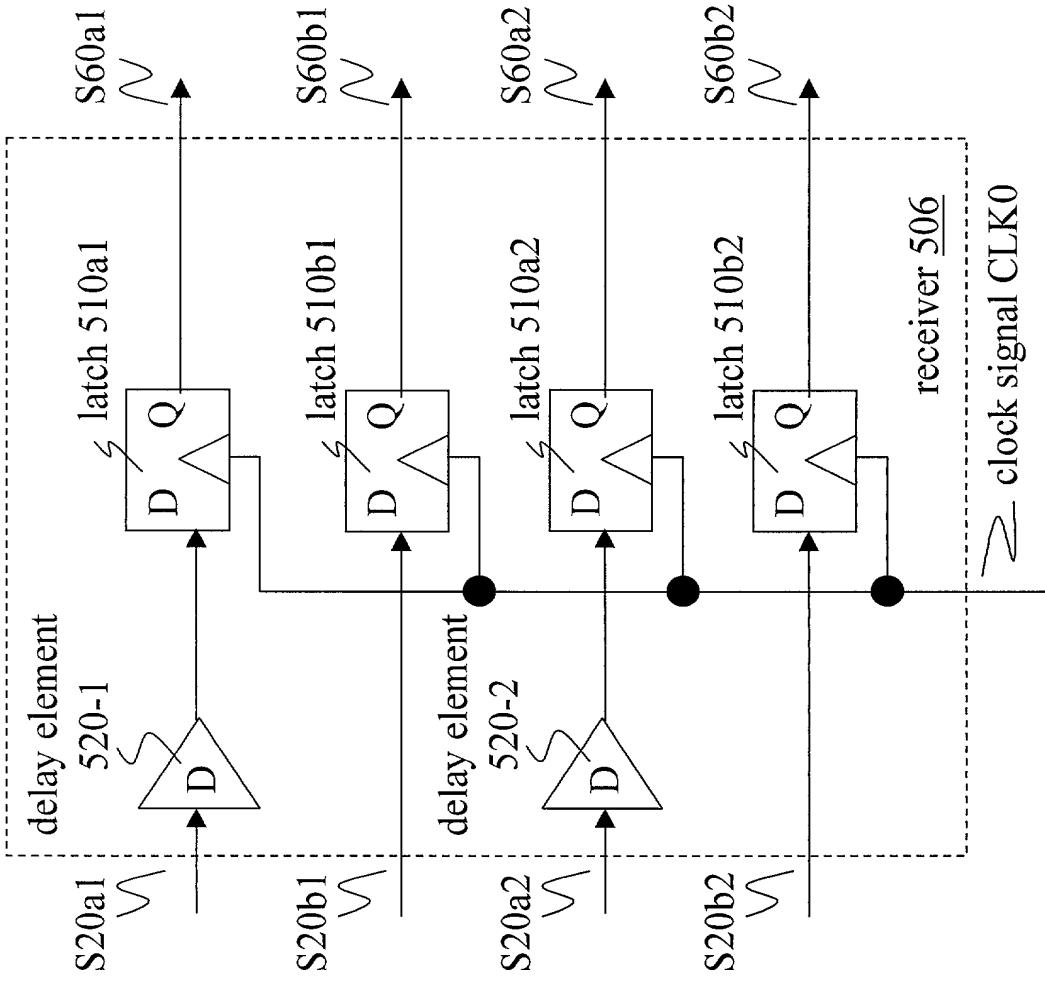 delay element
520-1
S20a1
latch 510a1
D
D
Q
S60a1
S20b1
latch 510b1
D
Q
S60b1
delay element
520-2
S20a2
latch 510a2
D
D
Q
S60a2
S20b2
latch 510b2
D
Q
S60b2
receiver 506
clock signal CLK0